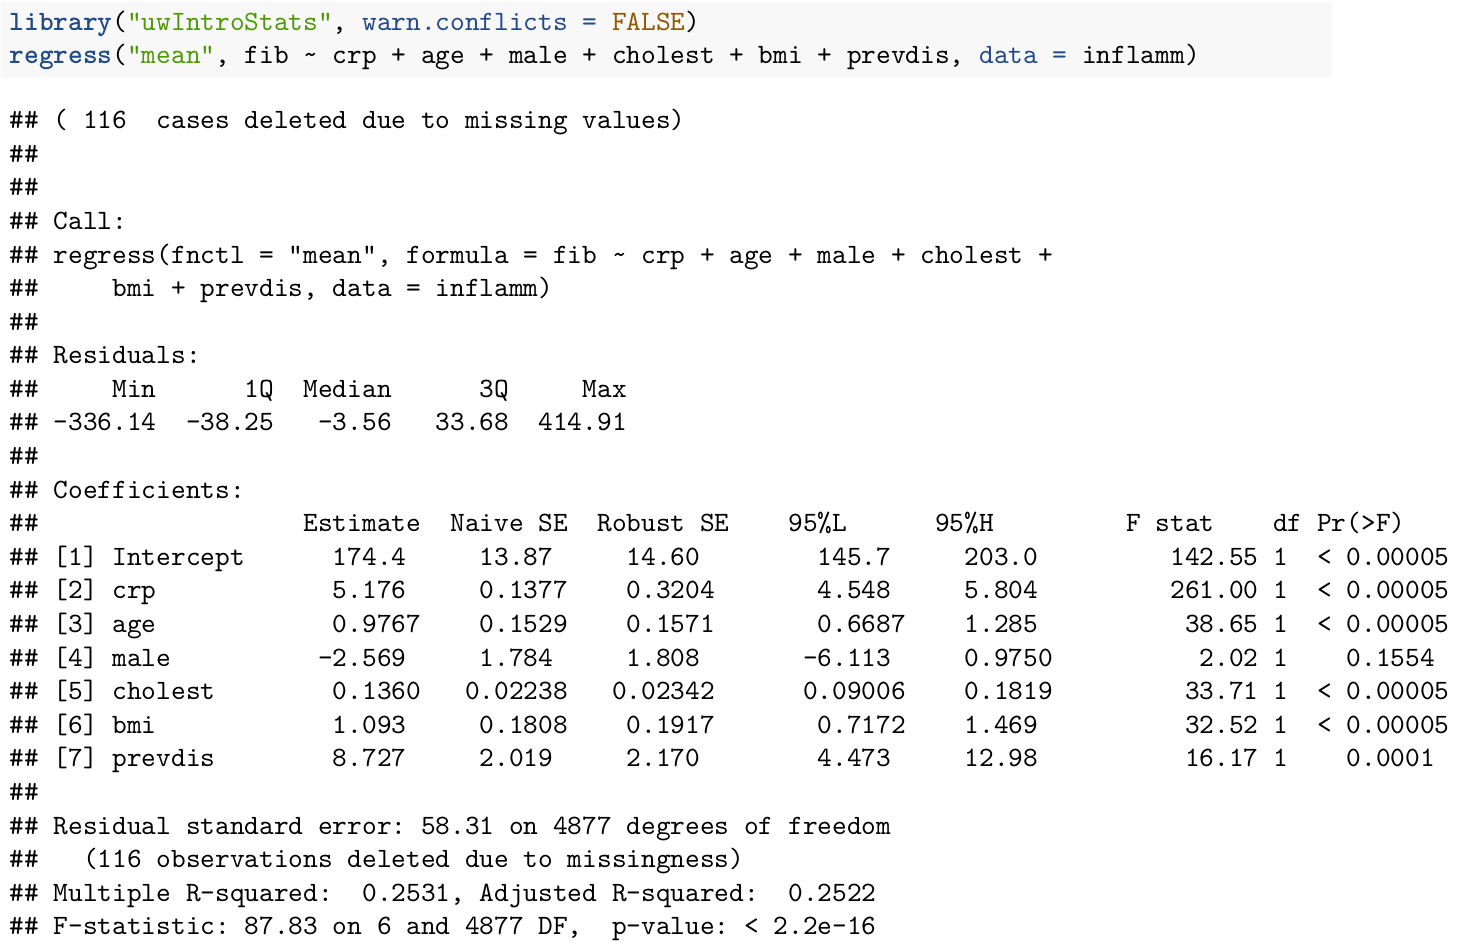 library("uwIntroStats", warn.conflicts = FALSE)
regress("mean", fib ~ crp + age + male + cholest + bmi + prevdis, data = inflamm)
## ( 116  cases deleted due to missing values)
##
##
## Call:
## regress(fnctl = "mean", formula = fib ~ crp + age + male + cholest +
##     bmi + prevdis, data = inflamm)
##
## Residuals:
##     Min      1Q  Median      3Q     Max
## -336.14  -38.25   -3.56   33.68  414.91
##
## Coefficients:
##                  Estimate  Naive SE  Robust SE    95%L      95%H         F stat    df Pr(>F)
## [1] Intercept      174.4     13.87     14.60        145.7     203.0         142.55 1  < 0.00005
## [2] crp            5.176     0.1377    0.3204       4.548     5.804         261.00 1  < 0.00005
## [3] age            0.9767    0.1529    0.1571       0.6687    1.285          38.65 1  < 0.00005
## [4] male          -2.569     1.784     1.808       -6.113     0.9750          2.02 1    0.1554
## [5] cholest        0.1360   0.02238   0.02342      0.09006    0.1819         33.71 1  < 0.00005
## [6] bmi            1.093     0.1808    0.1917       0.7172    1.469          32.52 1  < 0.00005
## [7] prevdis        8.727     2.019     2.170        4.473     12.98          16.17 1    0.0001
##
## Residual standard error: 58.31 on 4877 degrees of freedom
##   (116 observations deleted due to missingness)
## Multiple R-squared:  0.2531, Adjusted R-squared:  0.2522
## F-statistic: 87.83 on 6 and 4877 DF,  p-value: < 2.2e-16